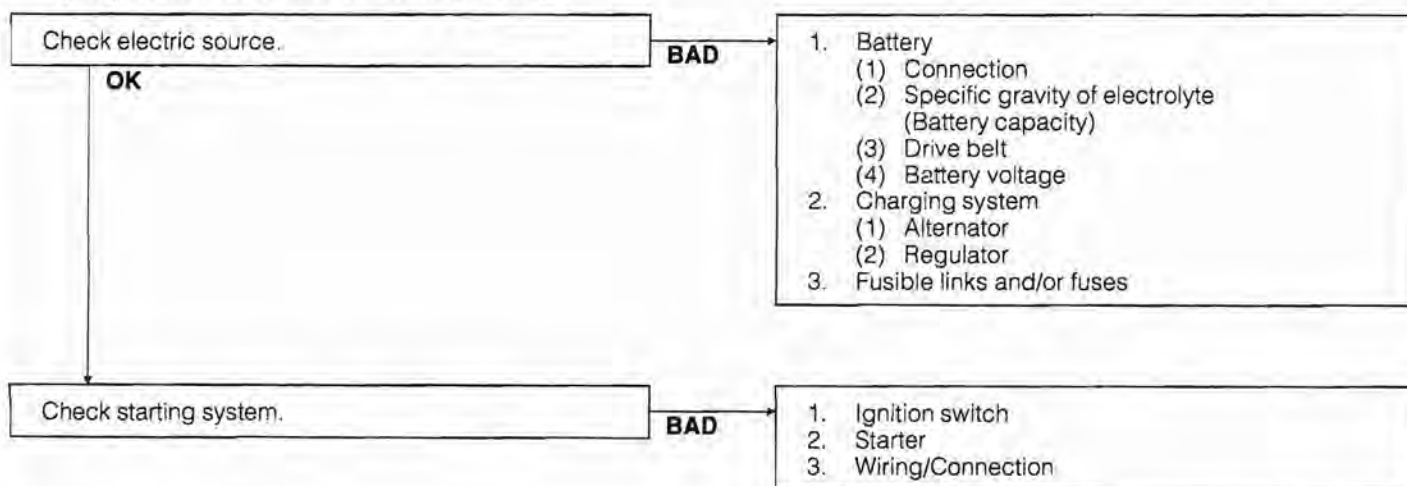 Check electric source.
BAD
OK
1. Battery
(1) Connection
(2) Specific gravity of electrolyte
(Battery capacity)
(3) Drive belt
(4) Battery voltage
2. Charging system
(1) Alternator
(2) Regulator
3. Fusible links and/or fuses
Check starting system.
BAD
1. Ignition switch
2. Starter
3. Wiring/Connection